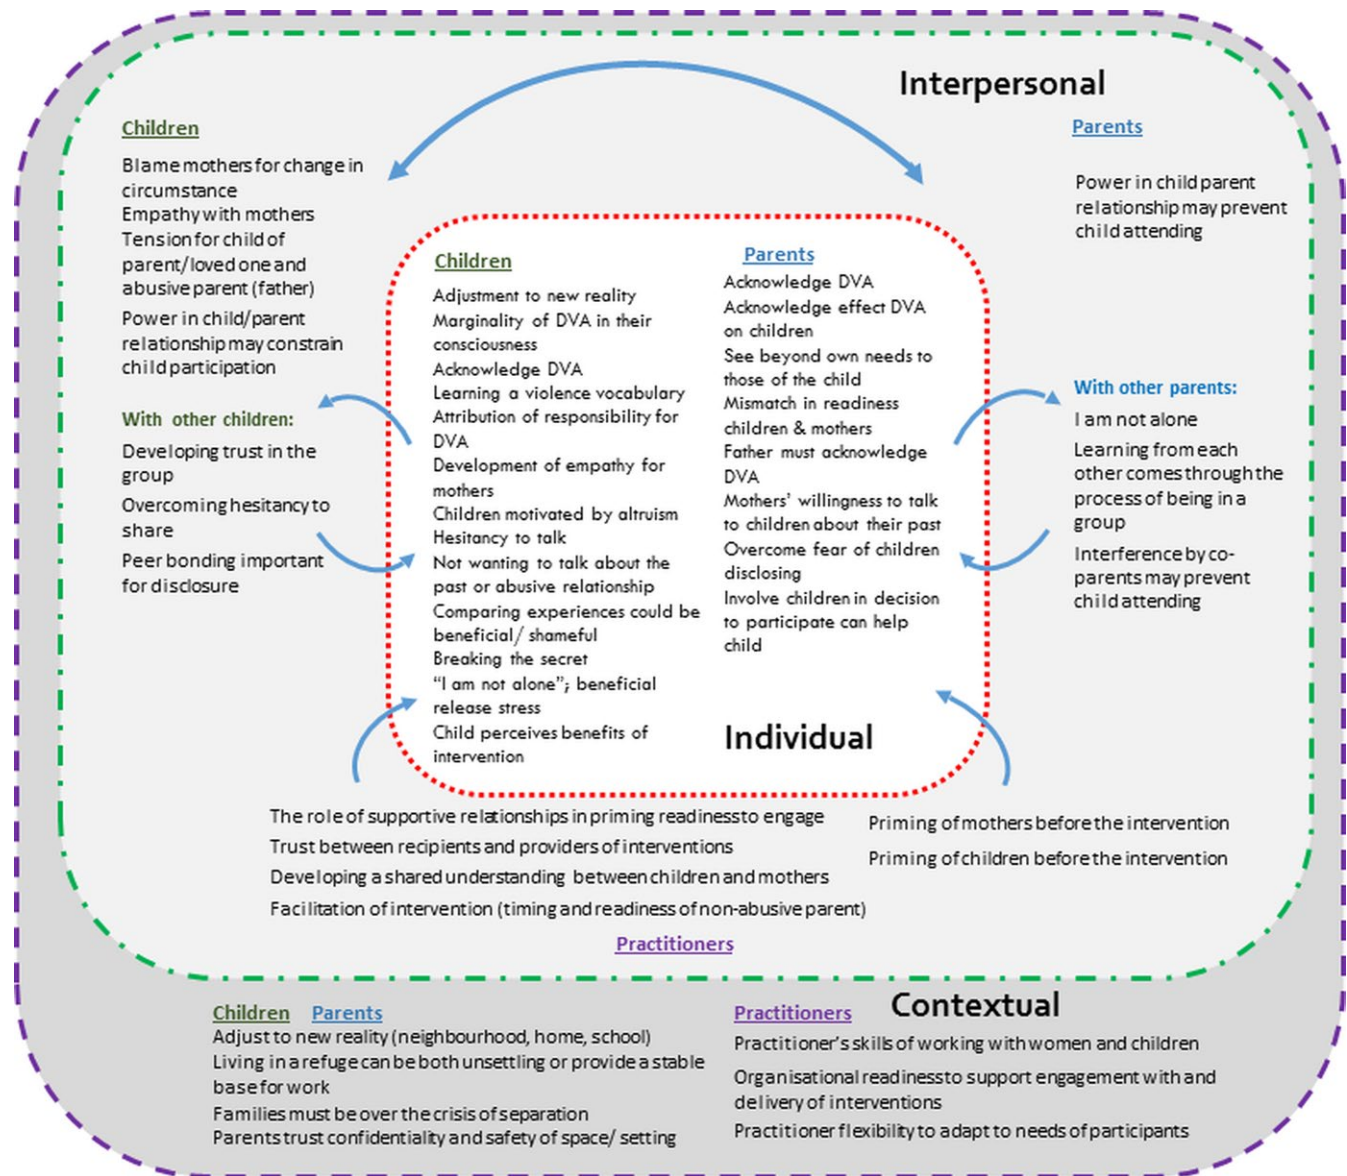 Interpersonal
Children
Blame mothers for change in
circumstance
Empathy with mothers
Tension for child of
parent/loved one and
abusive parent (father)
Power in child/parent
relationship may constrain
child participation
With other children:
Developing trust in the
group
Overcoming hesitancy to
share
Peer bonding important
for disclosure
Children
Adjustment to new reality
Marginality of DVA in their
consciousness
Acknowledge DVA
Learning a violence vocabulary
Attribution of responsibility for
DVA
Development of empathy for
mothers
Children motivated by altruism
Hesitancy to talk
Not wanting to talk about the
past or abusive relationship
Comparing experiences could be
beneficial/ shameful
Breaking the secret
“I am not alone”; beneficial
release stress
Child perceives benefits of
intervention
Parents
Acknowledge DVA
Acknowledge effect DVA
on children
See beyond own needs to
those of the child
Mismatch in readiness
children & mothers
Father must acknowledge
DVA
Mothers’ willingness to talk
to children about their past
Overcome fear of children
disclosing
Involve children in decision
to participate can help
child
Individual
Parents
Power in child parent
relationship may prevent
child attending
With other parents:
I am not alone
Learning from each
other comes through the
process of being in a
group
Interference by co-
parents may prevent
child attending
The role of supportive relationships in priming readiness to engage
Trust between recipients and providers of interventions
Developing a shared understanding between children and mothers
Facilitation of intervention (timing and readiness of non-abusive parent)
Priming of mothers before the intervention
Priming of children before the intervention
Practitioners
Contextual
Children Parents
Adjust to new reality (neighbourhood, home, school)
Living in a refuge can be both unsettling or provide a stable
base for work
Families must be over the crisis of separation
Parents trust confidentiality and safety of space/ setting
Practitioners
Practitioner’s skills of working with women and children
Organisational readiness to support engagement with and
delivery of interventions
Practitioner flexibility to adapt to needs of participants